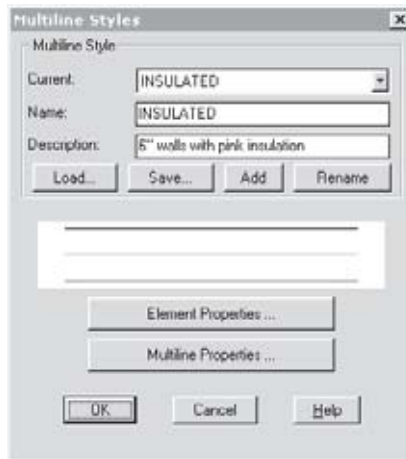 Multiline Styles
Multiline Style
Current: INSULATED
Name: INSULATED
Description: 6" walls with pink insulation
Load... Save... Add Rename
Element Properties ...
Multiline Properties ...
OK Cancel Help